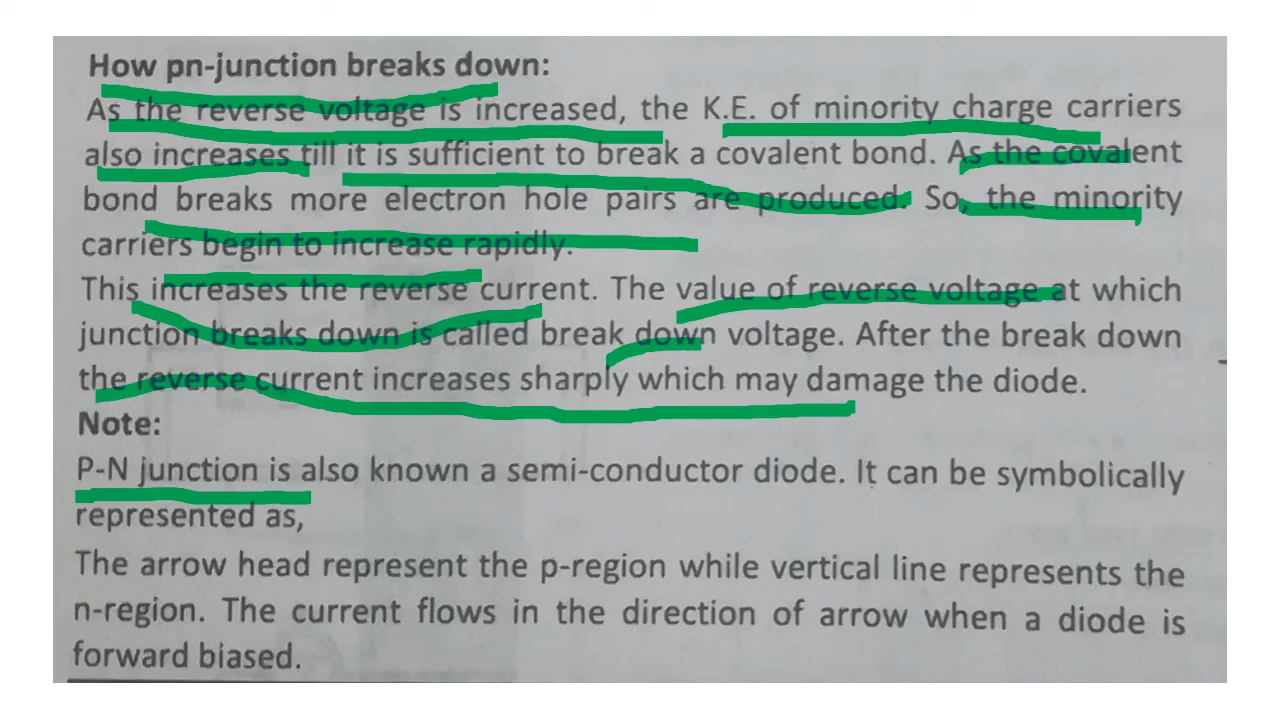 How pn-junction breaks down:
As the reverse voltage is increased, the K.E. of minority charge carriers
also increases till it is sufficient to break a covalent bond. As the covalent
bond breaks more electron hole pairs are produced. So, the minority
carriers begin to increase rapidly.
This increases the reverse current. The value of reverse voltage at which
junction breaks down is called break down voltage. After the break down
the reverse current increases sharply which may damage the diode.
Note:
P-N junction is also known a semi-conductor diode. It can be symbolically
represented as,
The arrow head represent the p-region while vertical line represents the
n-region. The current flows in the direction of arrow when a diode is
forward biased.